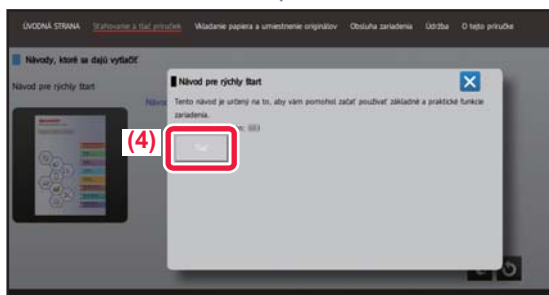 ÚVODNÁ STRANA Sťahovanie a tlač príručiek Vkladanie papiera a umiestnenie originálov Obsluha zariadenia Údržba O tejto príručke
Návody, ktoré sa dajú vytlačiť
Návod pre rýchly štart
Návod pre rýchly štart
Tento návod je určený na to, aby vám pomohol začať používať základné a praktické funkcie
zariadenia.
(4)
Tlač